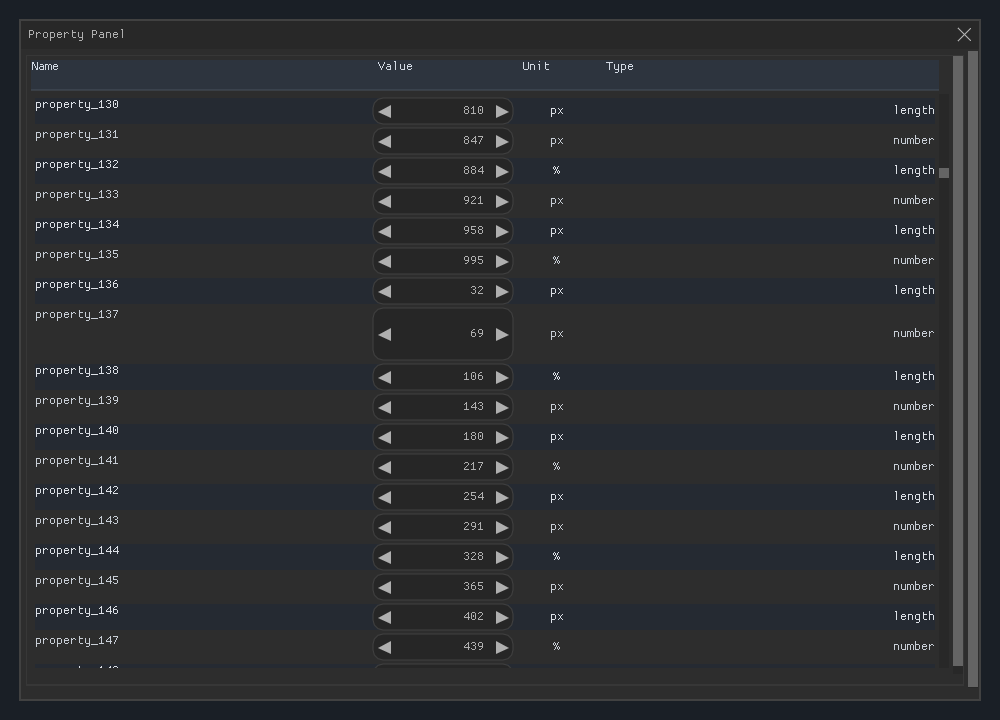 Property Panel
Name Value Unit Type
property_130 810 px length
property_131 847 px number
property_132 884 % length
property_133 921 px number
property_134 958 px length
property_135 995 % number
property_136 32 px length
property_137 69 px number
property_138 106 % length
property_139 143 px number
property_140 180 px length
property_141 217 % number
property_142 254 px length
property_143 291 px number
property_144 328 % length
property_145 365 px number
property_146 402 px length
property_147 439 % number